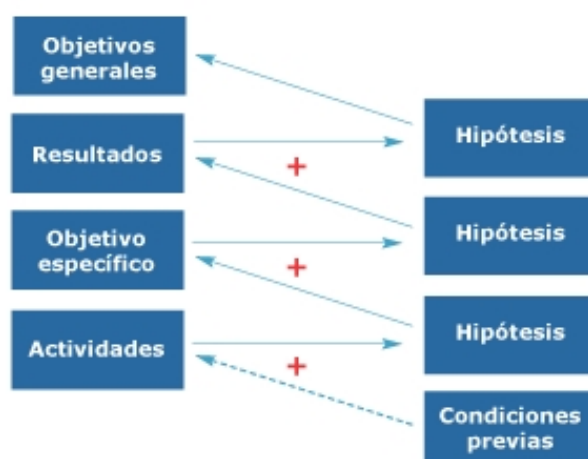 Objetivos
generales
Hipótesis
Resultados
+
Hipótesis
Objetivo
específico
+
Hipótesis
Actividades
+
Condiciones
previas